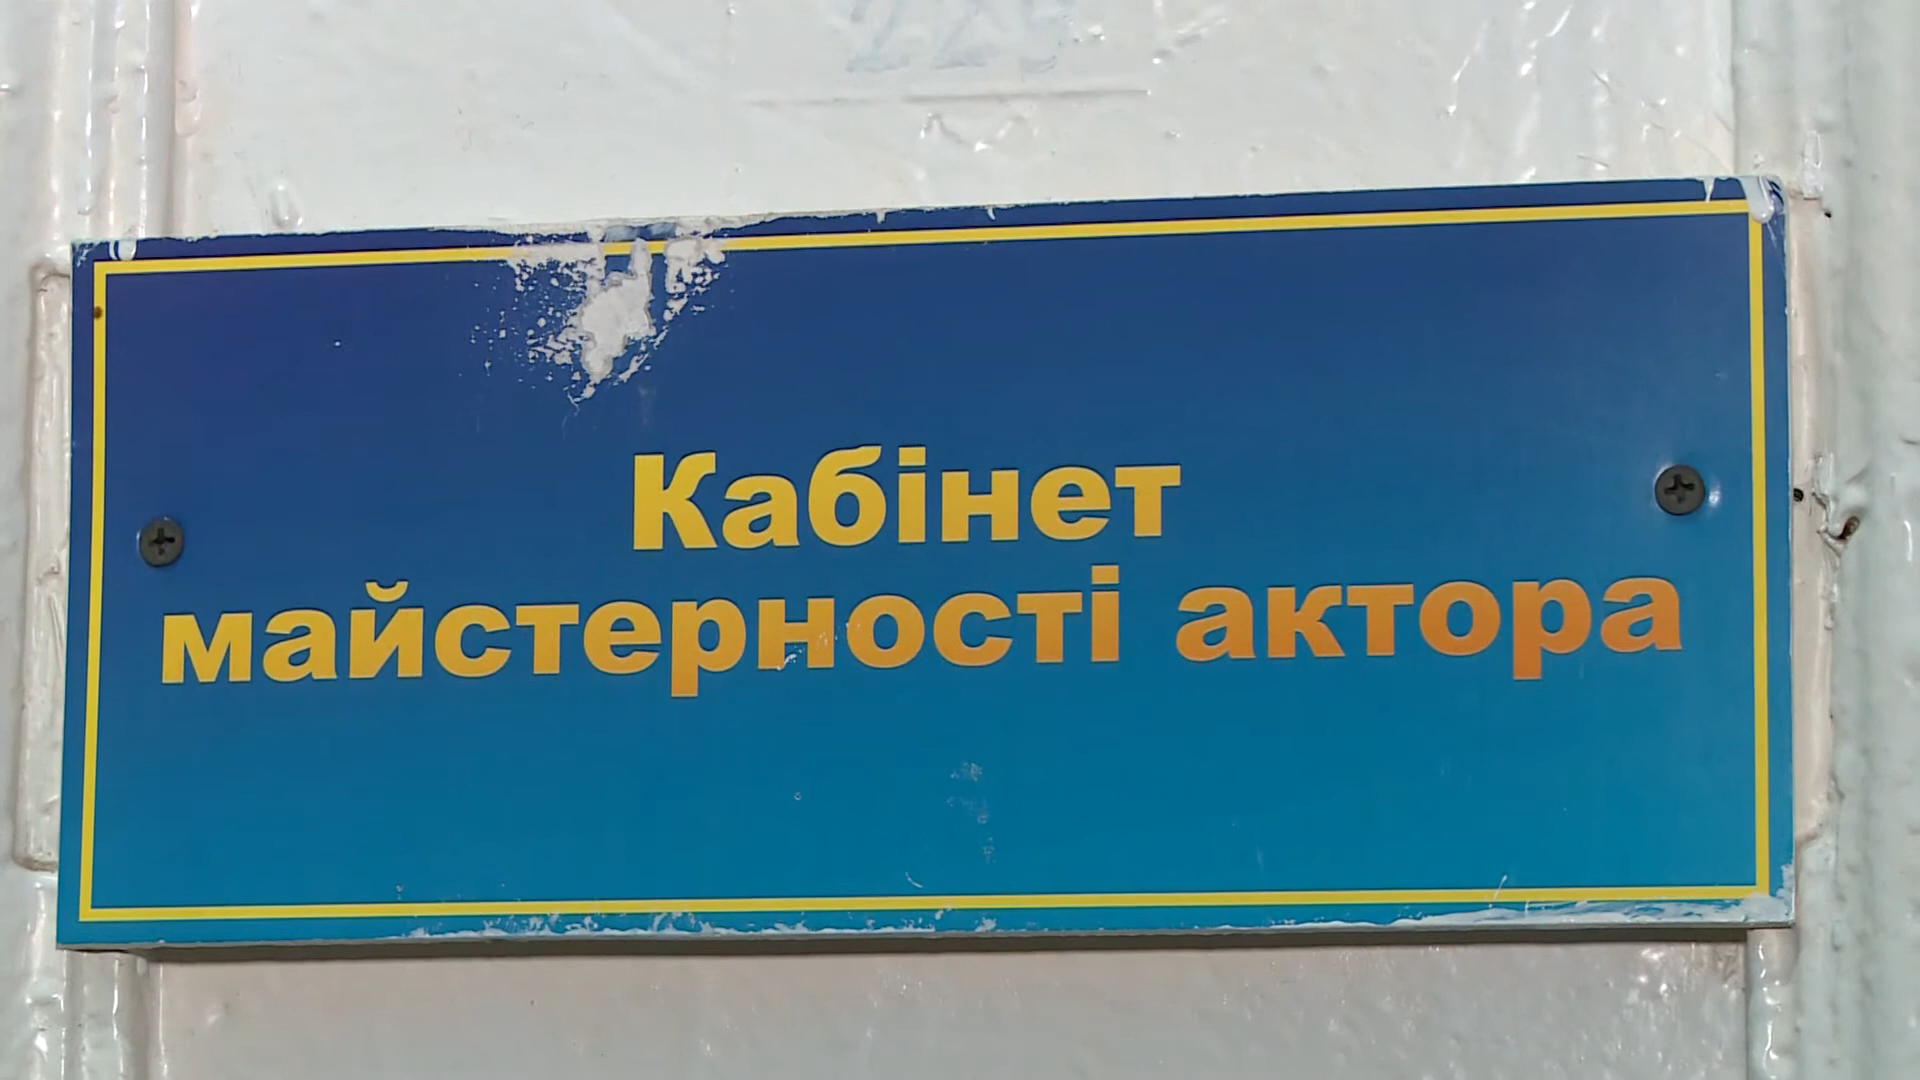 Кабінет
майстерності актора